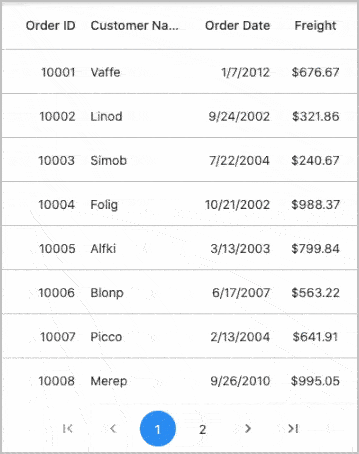 Order ID Customer Na... Order Date Freight
10001 Vaffe 1/7/2012 $676.67
10002 Linod 9/24/2002 $321.86
10003 Simob 7/22/2004 $240.67
10004 Folig 10/21/2002 $988.37
10005 Alfki 3/13/2003 $799.84
10006 Blonp 6/17/2007 $563.22
10007 Picco 2/13/2004 $641.91
10008 Merep 9/26/2010 $995.05
1 2